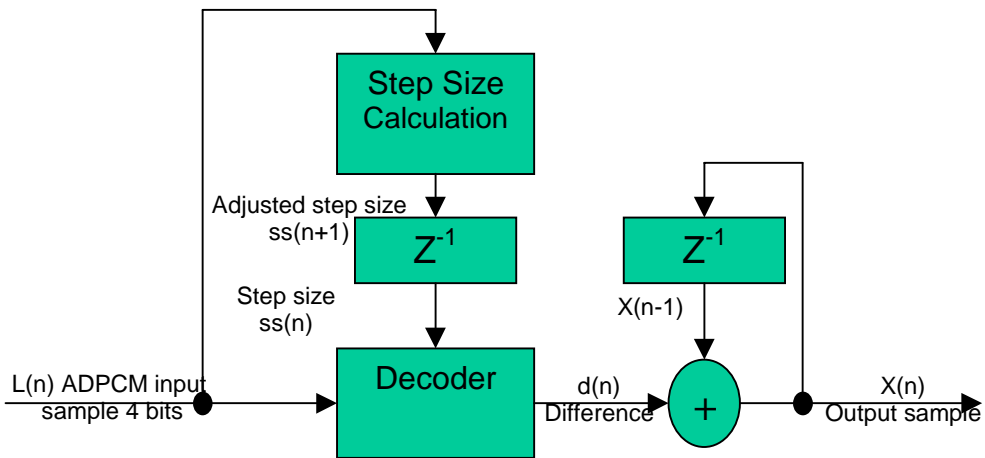 Step Size
Calculation
Adjusted step size
ss(n+1)
Z-1
Z-1
Step size
ss(n)
X(n-1)
L(n) ADPCM input
sample 4 bits
Decoder
d(n)
Difference
+
X(n)
Output sample